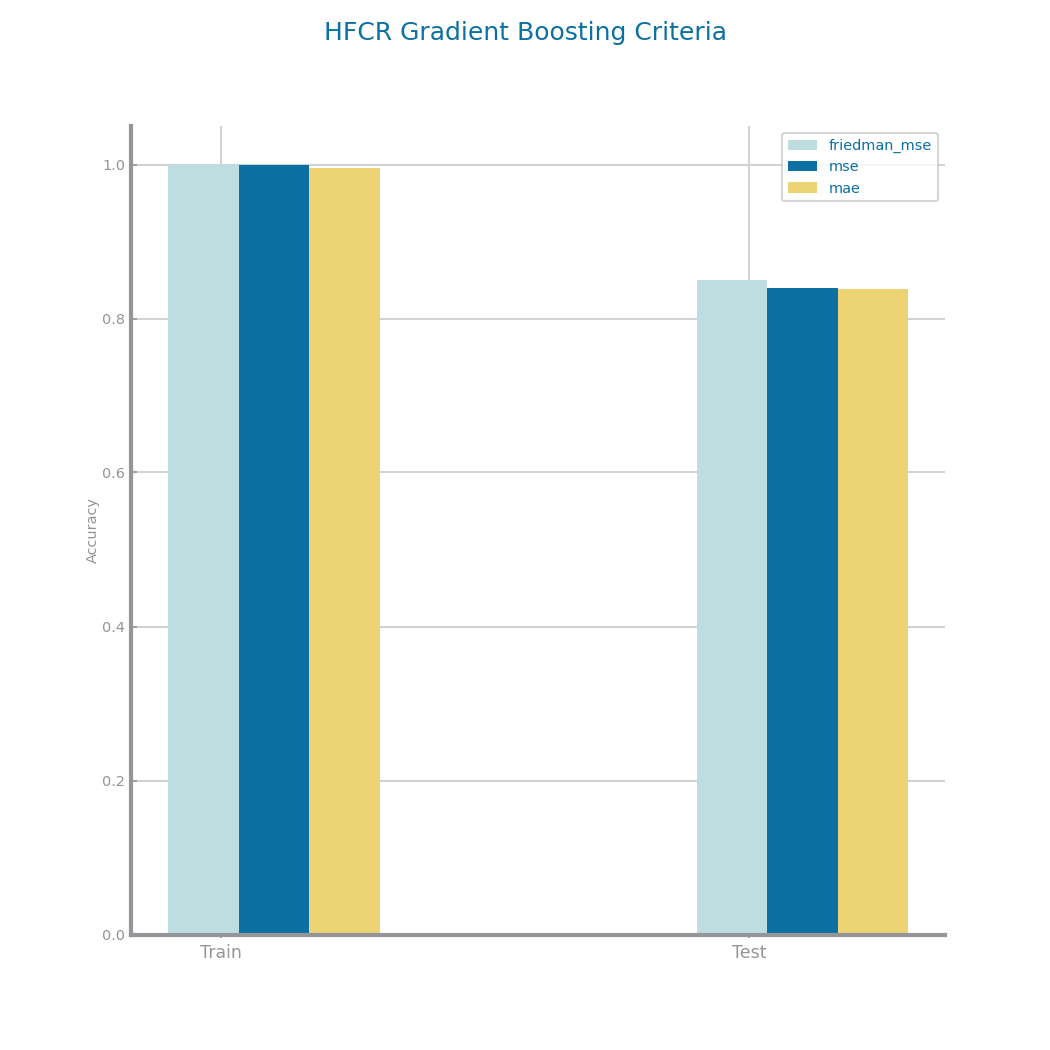 HFCR Gradient Boosting Criteria
friedman_mse
mse
mae
1.0
0.8
0.6
0.4
0.2
0.0
Accuracy
Train
Test